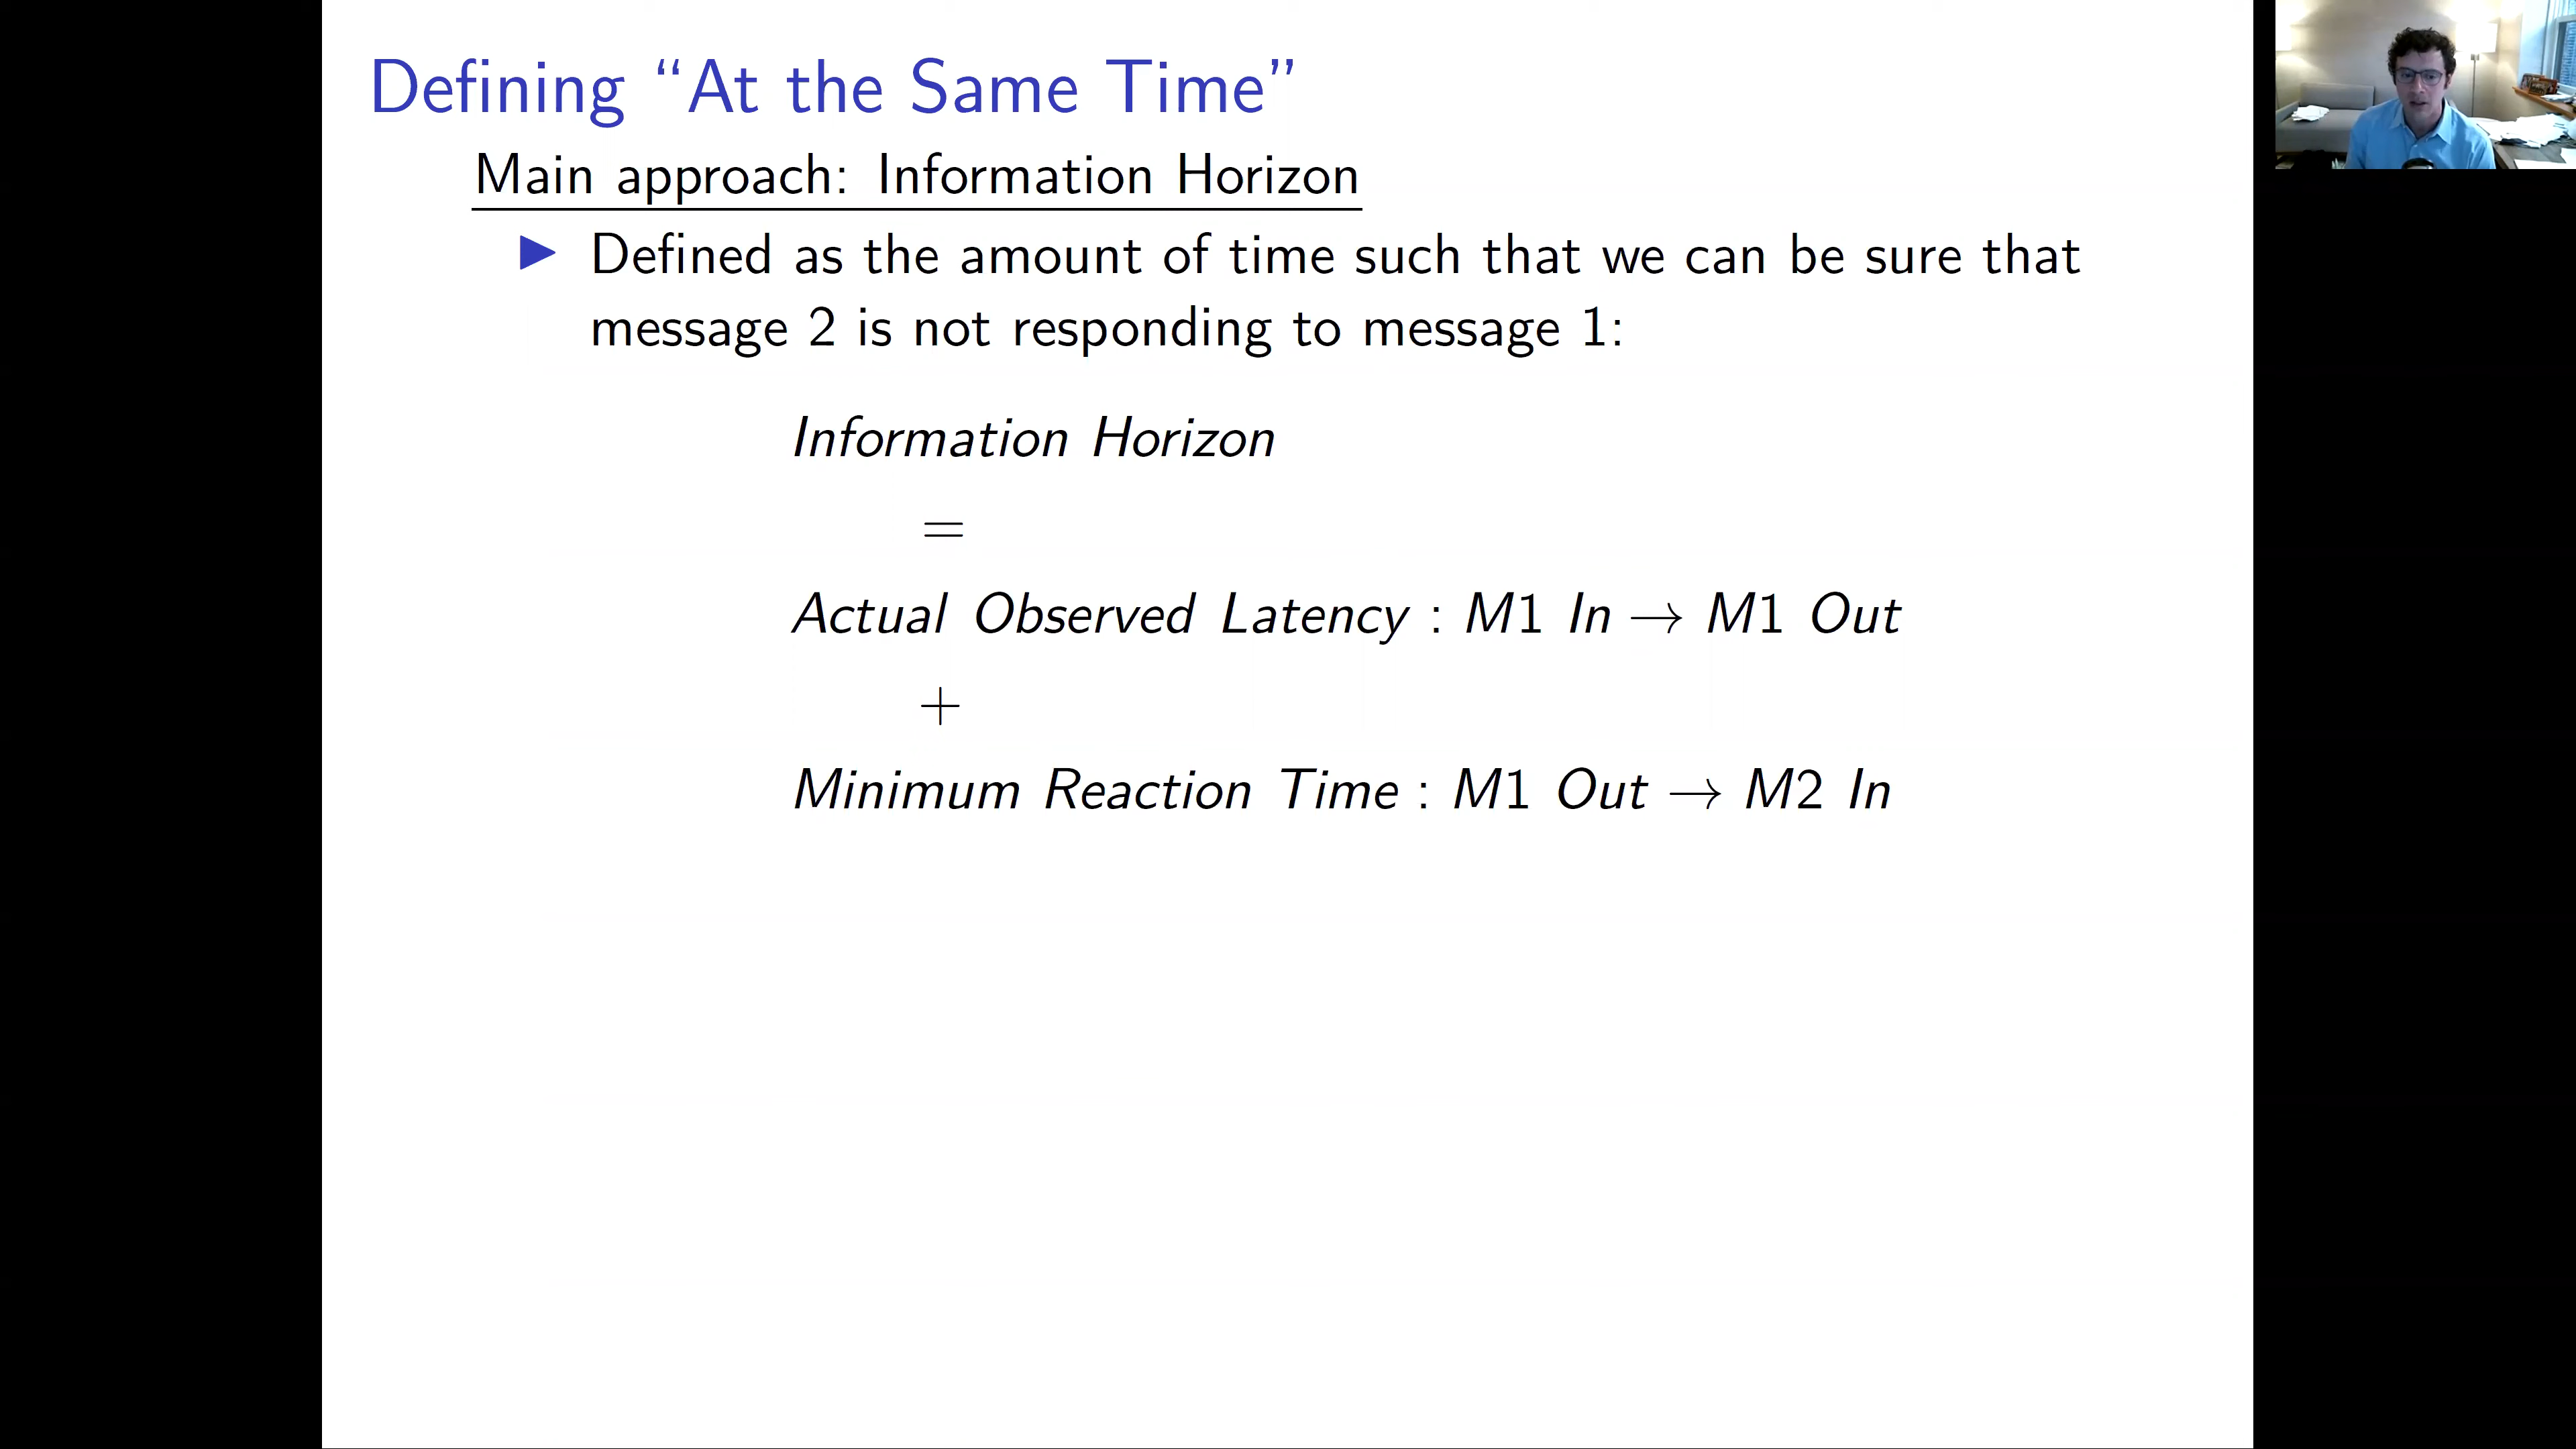 Defining “At the Same Time”
Main approach: Information Horizon
▶ Defined as the amount of time such that we can be sure that
message 2 is not responding to message 1:
Information Horizon
=
Actual Observed Latency : M1 In → M1 Out
+
Minimum Reaction Time : M1 Out → M2 In